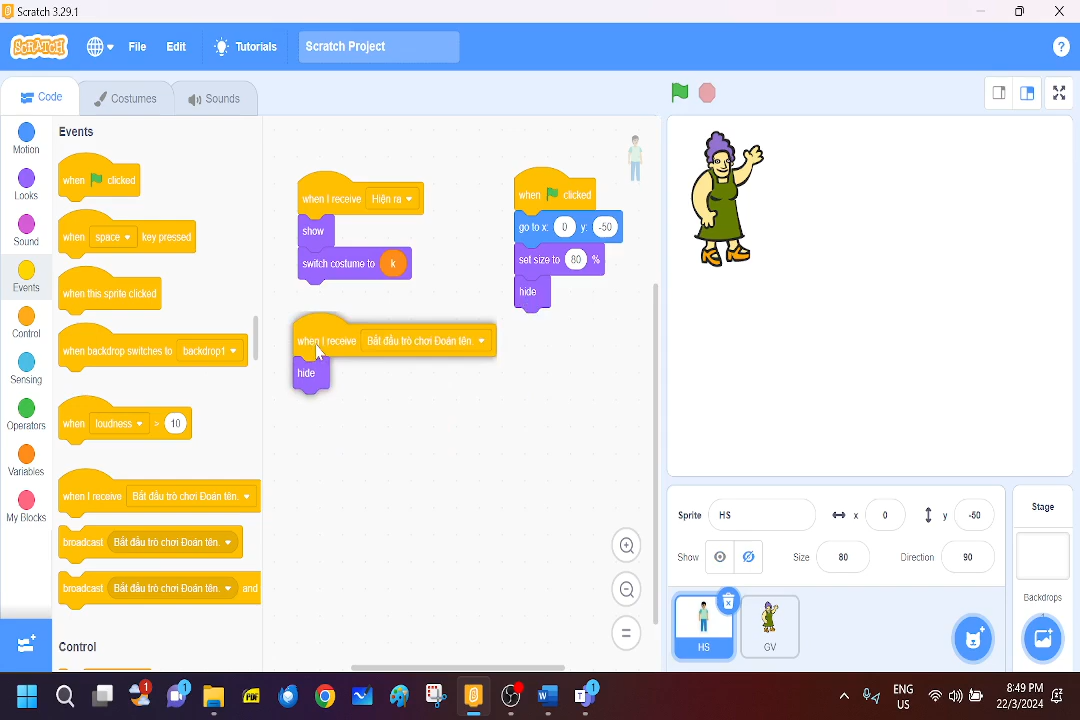 Scratch 3.29.1
SCRATCH
File
Edit
Tutorials
Scratch Project
?
Code
Costumes
Sounds
Motion
Looks
Sound
Events
Control
Sensing
Operators
Variables
My Blocks
Events
when clicked
when space key pressed
when this sprite clicked
when backdrop switches to backdrop1
when loudness > 10
when I receive Bắt đầu trò chơi Đoán tên.
broadcast Bắt đầu trò chơi Đoán tên.
broadcast Bắt đầu trò chơi Đoán tên. and
Control
when I receive Hiện ra
show
switch costume to k
when I receive Bắt đầu trò chơi Đoán tên.
hide
when clicked
go to x: 0 y: -50
set size to 80 %
hide
Sprite HS x 0 y -50
Show Size 80 Direction 90
HS
GV
Stage
Backdrops
PDF
1
1
1
W
T
ENG
US
8:49 PM
22/3/2024